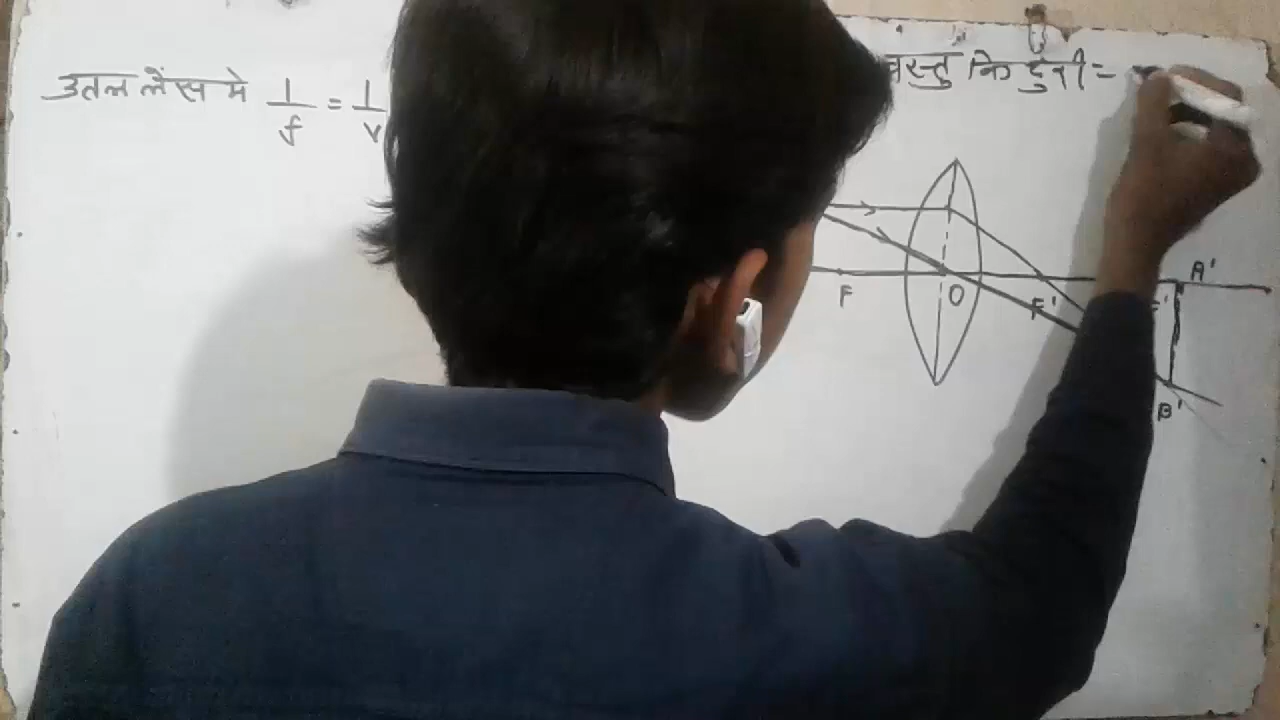 उतल लेंस मे 1/f = 1/v
वस्तु कि दुरी =
F
O
F'
A'
B'